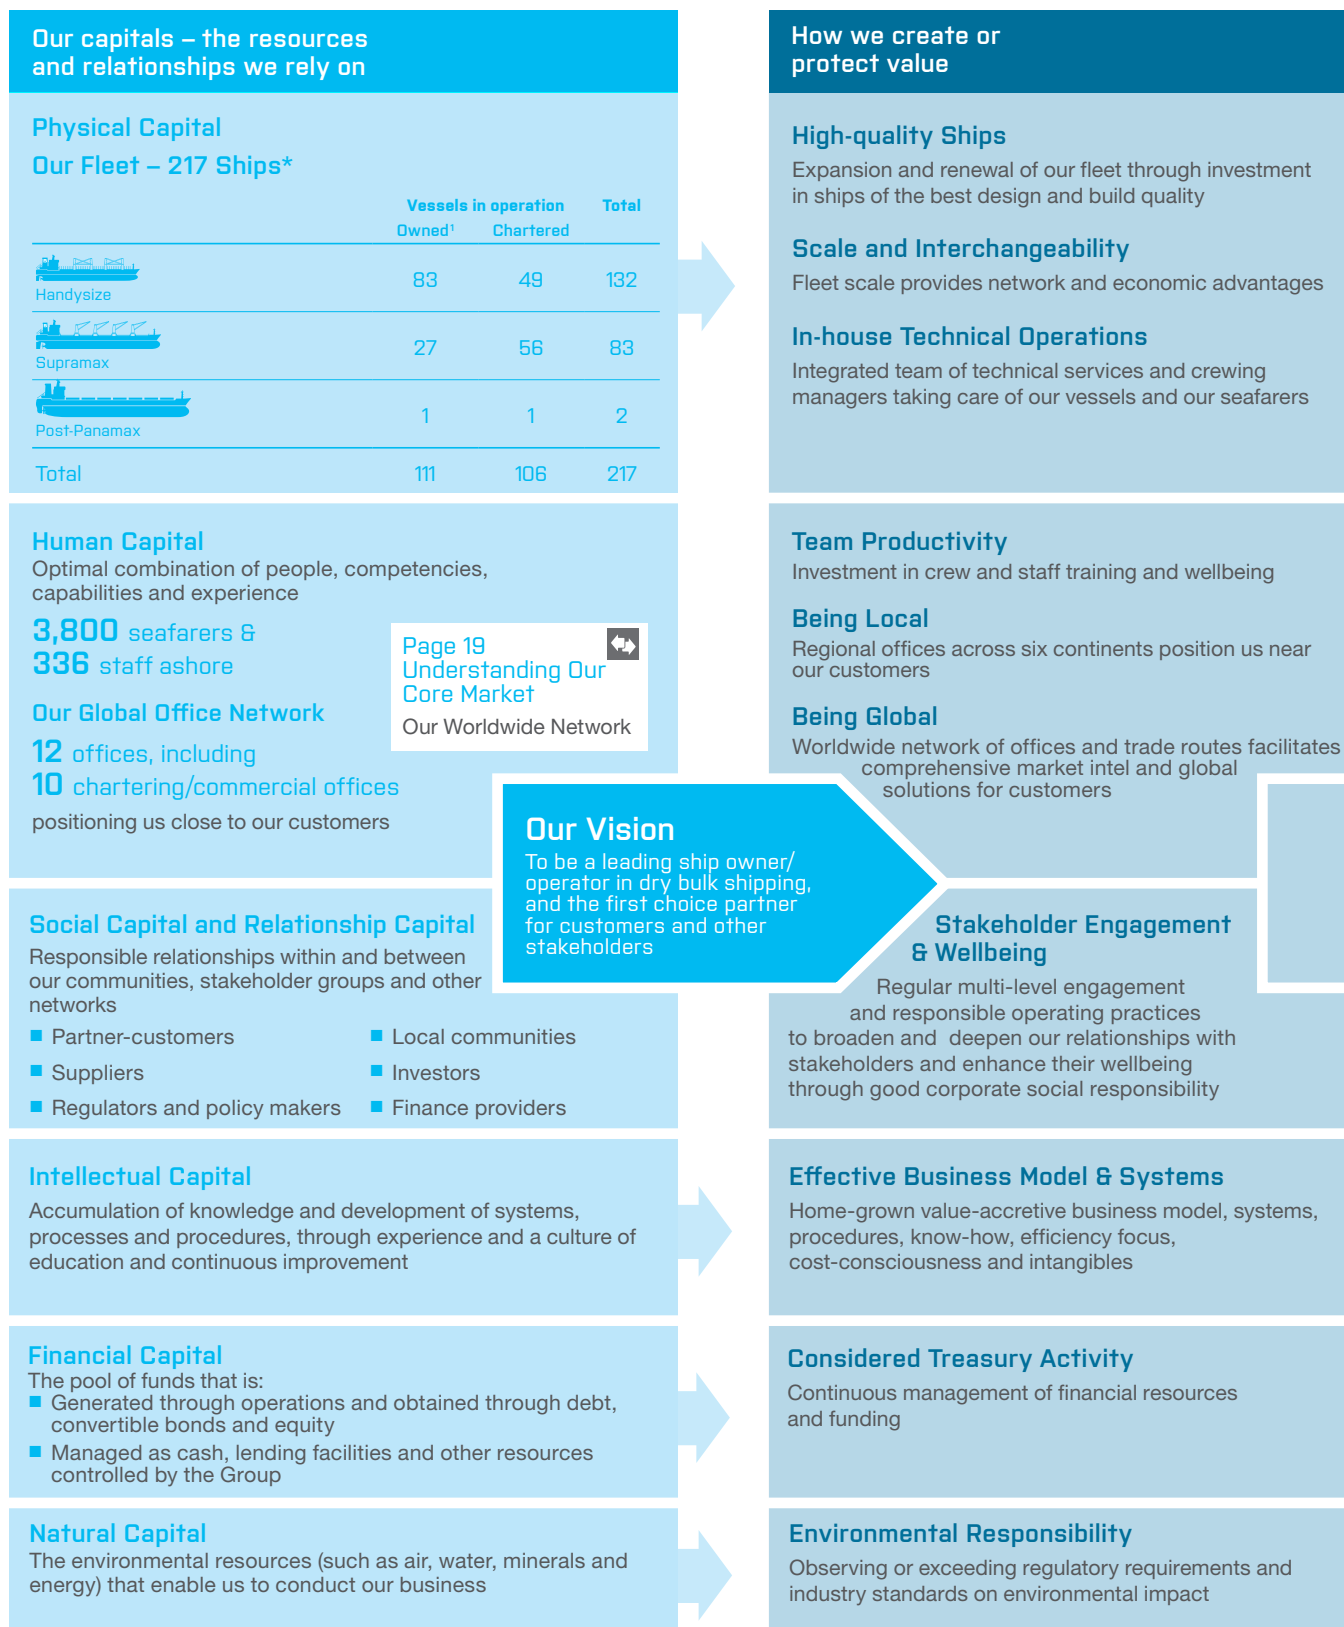 Our capitals – the resources
and relationships we rely on
Physical Capital
Our Fleet – 217 Ships*
Vessels in operation Total
Owned¹ Chartered
Handysize 83 49 132
Supramax 27 56 83
Post-Panamax 1 1 2
Total 111 106 217
Human Capital
Optimal combination of people, competencies,
capabilities and experience
3,800 seafarers &
336 staff ashore
Our Global Office Network
12 offices, including
10 chartering/commercial offices
positioning us close to our customers
Page 19
Understanding Our
Core Market
Our Worldwide Network
Social Capital and Relationship Capital
Responsible relationships within and between
our communities, stakeholder groups and other
networks
Partner-customers
Suppliers
Regulators and policy makers
Local communities
Investors
Finance providers
Intellectual Capital
Accumulation of knowledge and development of systems,
processes and procedures, through experience and a culture of
education and continuous improvement
Financial Capital
The pool of funds that is:
Generated through operations and obtained through debt,
convertible bonds and equity
Managed as cash, lending facilities and other resources
controlled by the Group
Natural Capital
The environmental resources (such as air, water, minerals and
energy) that enable us to conduct our business
Our Vision
To be a leading ship owner/
operator in dry bulk shipping,
and the first choice partner
for customers and other
stakeholders
How we create or
protect value
High-quality Ships
Expansion and renewal of our fleet through investment
in ships of the best design and build quality
Scale and Interchangeability
Fleet scale provides network and economic advantages
In-house Technical Operations
Integrated team of technical services and crewing
managers taking care of our vessels and our seafarers
Team Productivity
Investment in crew and staff training and wellbeing
Being Local
Regional offices across six continents position us near
our customers
Being Global
Worldwide network of offices and trade routes facilitates
comprehensive market intel and global
solutions for customers
Stakeholder Engagement
& Wellbeing
Regular multi-level engagement
and responsible operating practices
to broaden and deepen our relationships with
stakeholders and enhance their wellbeing
through good corporate social responsibility
Effective Business Model & Systems
Home-grown value-accretive business model, systems,
procedures, know-how, efficiency focus,
cost-consciousness and intangibles
Considered Treasury Activity
Continuous management of financial resources
and funding
Environmental Responsibility
Observing or exceeding regulatory requirements and
industry standards on environmental impact